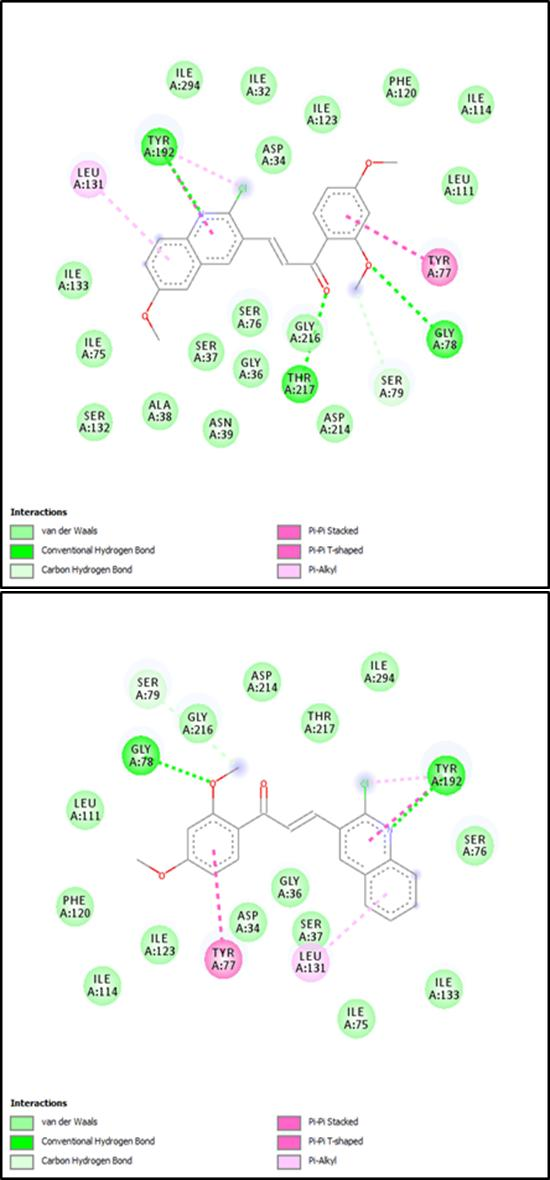 ILE
A:294
ILE
A:32
PHE
A:120
ILE
A:123
ILE
A:114
TYR
A:192
ASP
A:34
LEU
A:131
Cl
O
LEU
A:111
N
TYR
A:77
O
O
ILE
A:133
O
SER
A:76
GLY
A:216
GLY
A:78
ILE
A:75
SER
A:37
GLY
A:36
THR
A:217
SER
A:79
SER
A:132
ALA
A:38
ASN
A:39
ASP
A:214
Interactions
van der Waals
Conventional Hydrogen Bond
Carbon Hydrogen Bond
Pi-Pi Stacked
Pi-Pi T-shaped
Pi-Alkyl
SER
A:79
ASP
A:214
ILE
A:294
GLY
A:216
THR
A:217
GLY
A:78
TYR
A:192
O
O
Cl
LEU
A:111
N
SER
A:76
O
GLY
A:36
PHE
A:120
ASP
A:34
SER
A:37
ILE
A:123
TYR
A:77
LEU
A:131
ILE
A:114
ILE
A:133
ILE
A:75
Interactions
van der Waals
Conventional Hydrogen Bond
Carbon Hydrogen Bond
Pi-Pi Stacked
Pi-Pi T-shaped
Pi-Alkyl